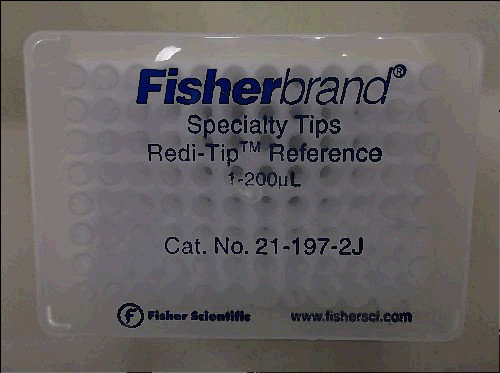 Fisherbrand®
Specialty Tips
Redi-Tip™ Reference
1-200µL
Cat. No. 21-197-2J
Fisher Scientific
www.fishersci.com